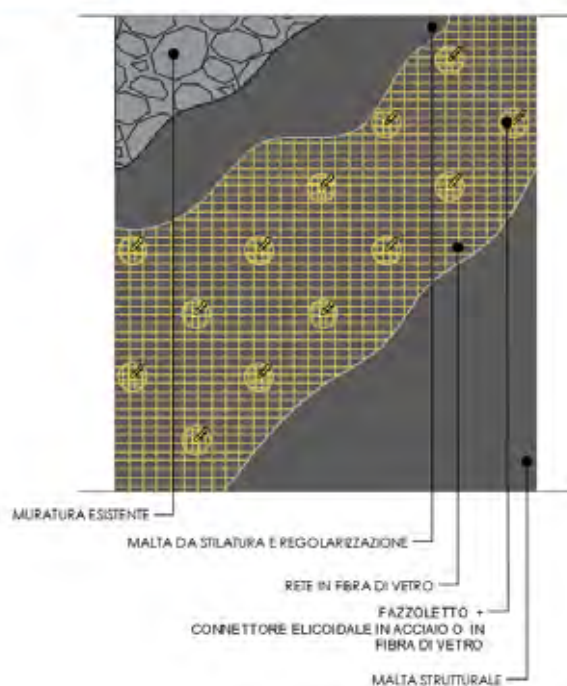 MURATURA ESISTENTE
MALTA DA STILATURA E REGOLARIZZAZIONE
RETE IN FIBRA DI VETRO
FAZZOLETTO +
CONNETTORE ELICOIDALE IN ACCIAIO O IN
FIBRA DI VETRO
MALTA STRUTTURALE